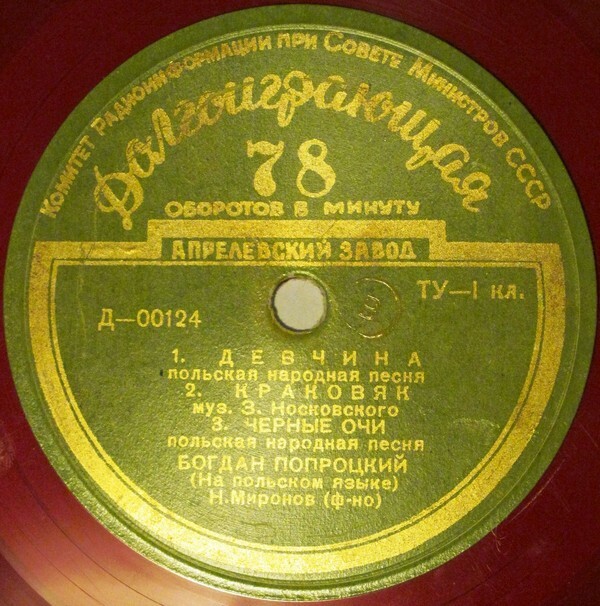 Комитет Радиоинформации при Совете Министров СССР
Долгоиграющая
78
ОБОРОТОВ В МИНУТУ
АПРЕЛЕВСКИЙ ЗАВОД
Д—00124
ТУ—I кл.
1. ДЕВЧИНА
польская народная песня
2. КРАКОВЯК
муз. З. Носковского
3. ЧЕРНЫЕ ОЧИ
польская народная песня
БОГДАН ПОПРОЦКИЙ
(На польском языке)
Н.Миронов (ф-но)